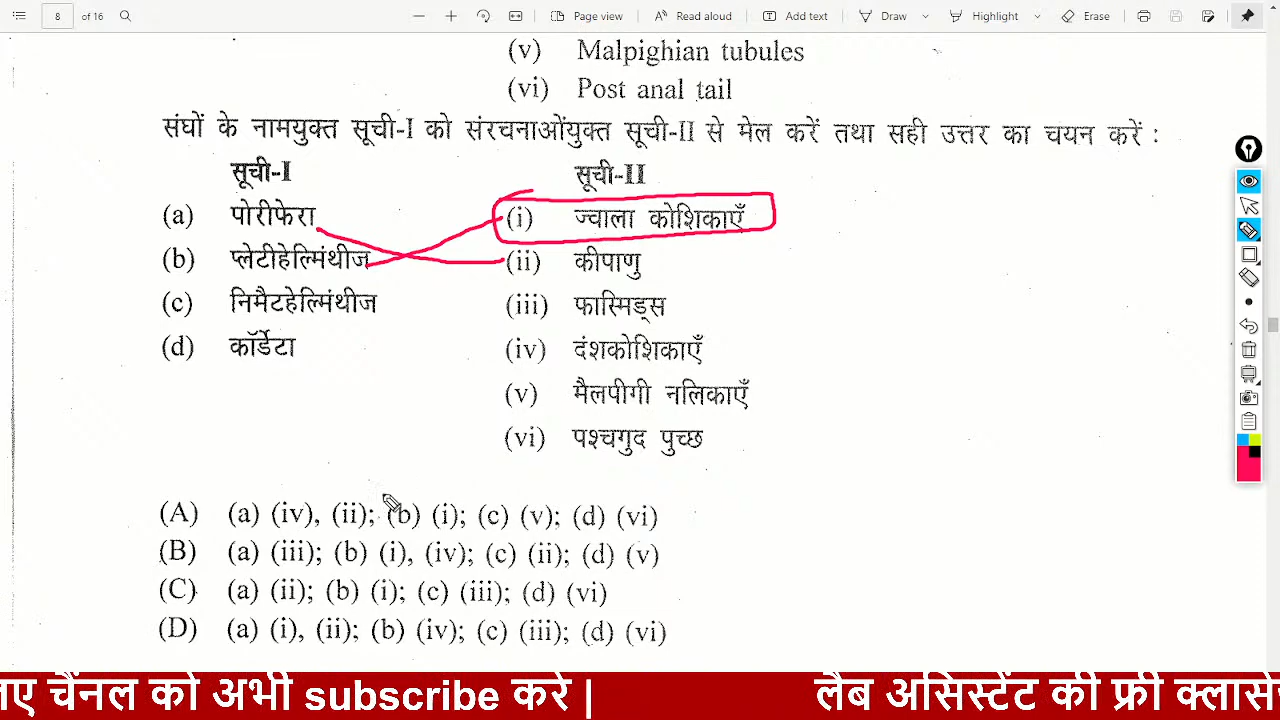 8 of 16 Page view Read aloud Add text Draw Highlight Erase
(v) Malpighian tubules
(vi) Post anal tail
संघों के नामयुक्त सूची-I को संरचनाओंयुक्त सूची-II से मेल करें तथा सही उत्तर का चयन करें :
सूची-I सूची-II
(a) पोरीफेरा (i) ज्वाला कोशिकाएँ
(b) प्लेटीहेल्मिंथीज (ii) कीपाणु
(c) निमैटहेल्मिंथीज (iii) फास्मिड्स
(d) कॉर्डेटा (iv) दंशकोशिकाएँ
(v) मैलपीगी नलिकाएँ
(vi) पश्चगुद पुच्छ
(A) (a) (iv), (ii); (b) (i); (c) (v); (d) (vi)
(B) (a) (iii); (b) (i), (iv); (c) (ii); (d) (v)
(C) (a) (ii); (b) (i); (c) (iii); (d) (vi)
(D) (a) (i), (ii); (b) (iv); (c) (iii); (d) (vi)
चैंनल को अभी subscribe करे | लैब असिस्टेंट की फ्री